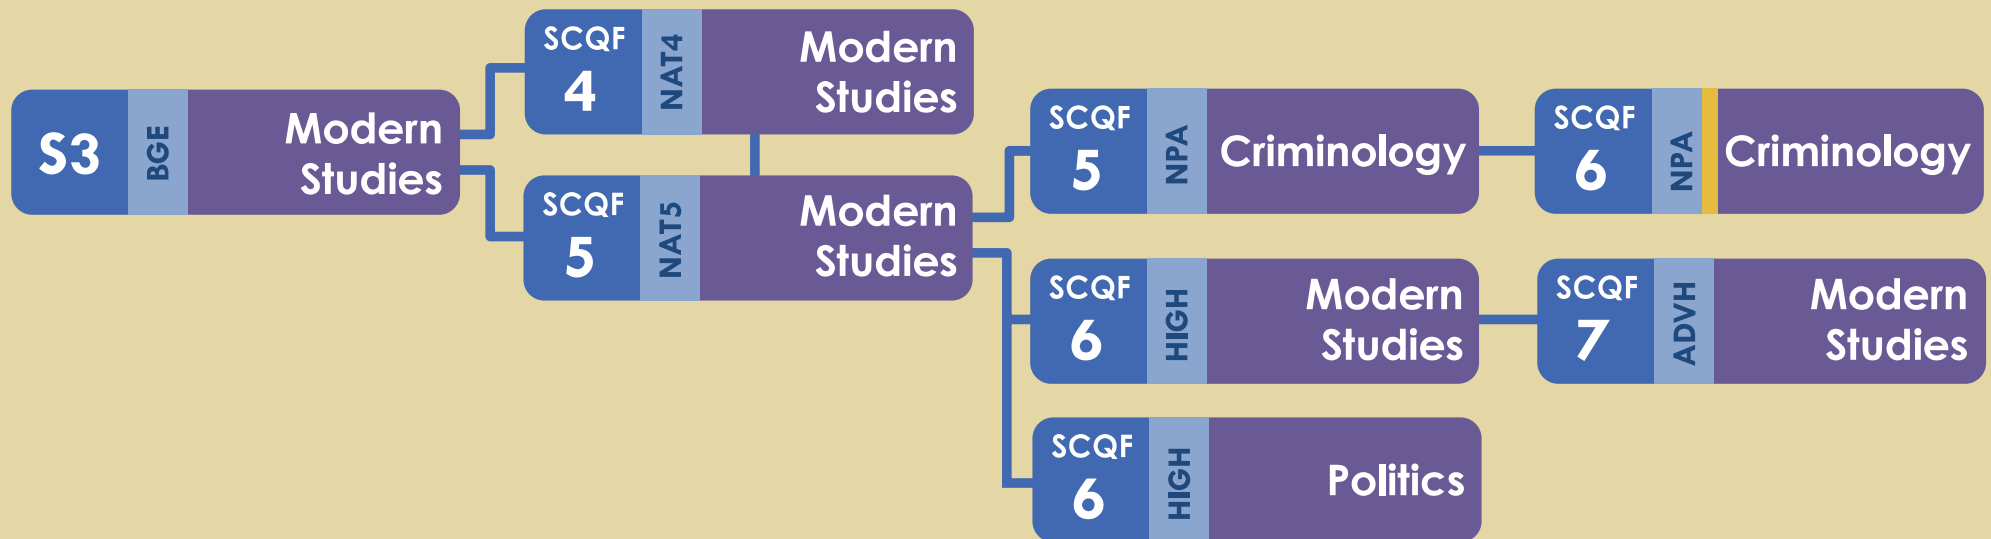 S3
BGE
Modern
Studies
SCQF
4
NAT4
Modern
Studies
SCQF
5
NAT5
Modern
Studies
SCQF
5
NPA
Criminology
SCQF
6
NPA
Criminology
SCQF
6
HIGH
Modern
Studies
SCQF
7
ADVH
Modern
Studies
SCQF
6
HIGH
Politics